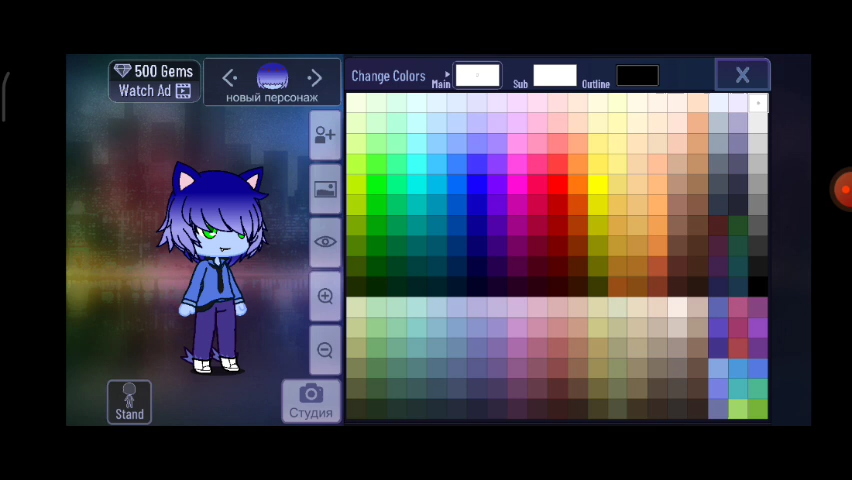 500 Gems
Watch Ad
новый персонаж
Change Colors
Main
Sub
Outline
X
Stand
Студия